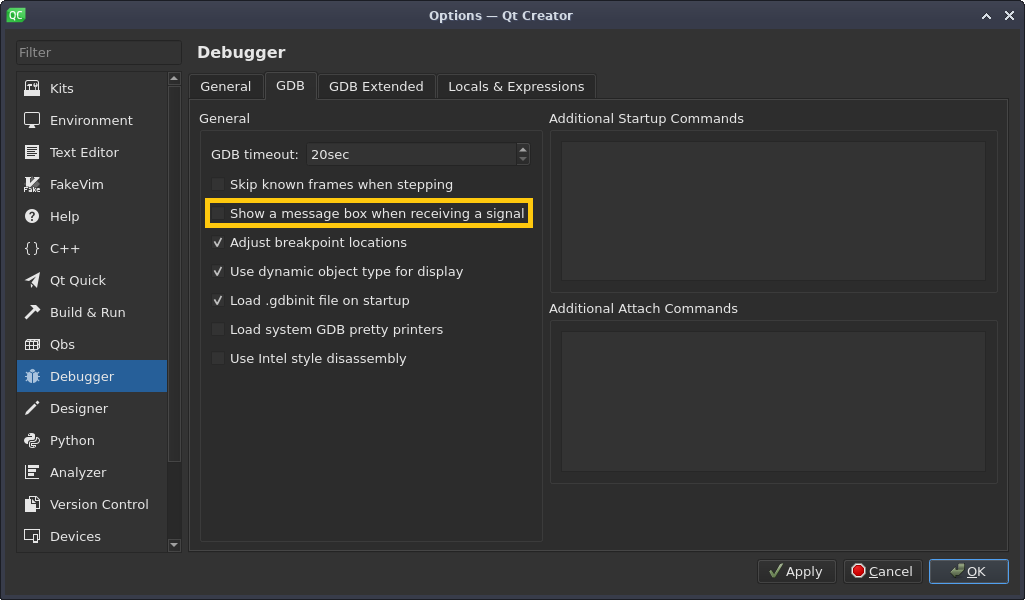 QC
Options — Qt Creator
Filter
Kits
Environment
Text Editor
Fake
FakeVim
Help
C++
Qt Quick
Build & Run
Qbs
Debugger
Designer
Python
Analyzer
Version Control
Devices
Debugger
General
GDB
GDB Extended
Locals & Expressions
General
GDB timeout: 20sec
Skip known frames when stepping
Show a message box when receiving a signal
Adjust breakpoint locations
Use dynamic object type for display
Load .gdbinit file on startup
Load system GDB pretty printers
Use Intel style disassembly
Additional Startup Commands
Additional Attach Commands
Apply
Cancel
OK